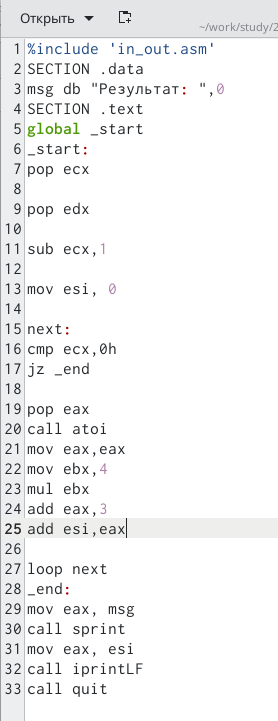 Открыть
~/work/study/2
1 %include 'in_out.asm'
2 SECTION .data
3 msg db "Результат: ",0
4 SECTION .text
5 global _start
6 _start:
7 pop ecx
8
9 pop edx
10
11 sub ecx,1
12
13 mov esi, 0
14
15 next:
16 cmp ecx,0h
17 jz _end
18
19 pop eax
20 call atoi
21 mov eax,eax
22 mov ebx,4
23 mul ebx
24 add eax,3
25 add esi,eax
26
27 loop next
28 _end:
29 mov eax, msg
30 call sprint
31 mov eax, esi
32 call iprintLF
33 call quit